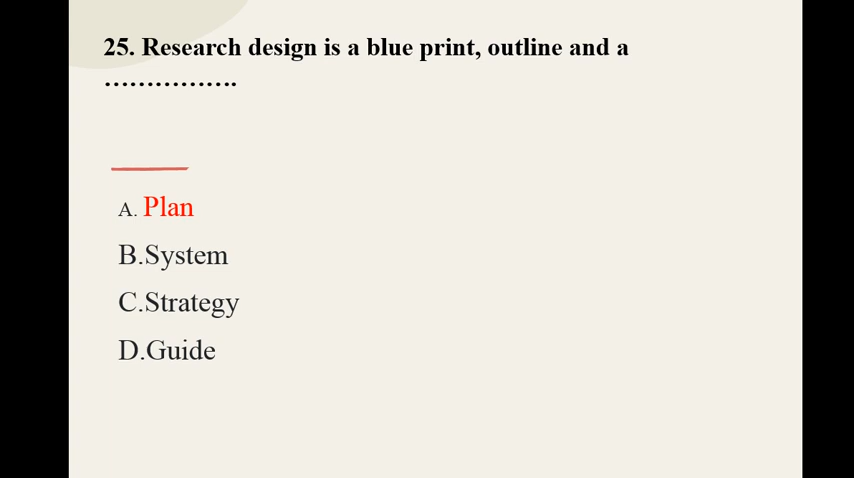 25. Research design is a blue print, outline and a
................
A. Plan
B.System
C.Strategy
D.Guide